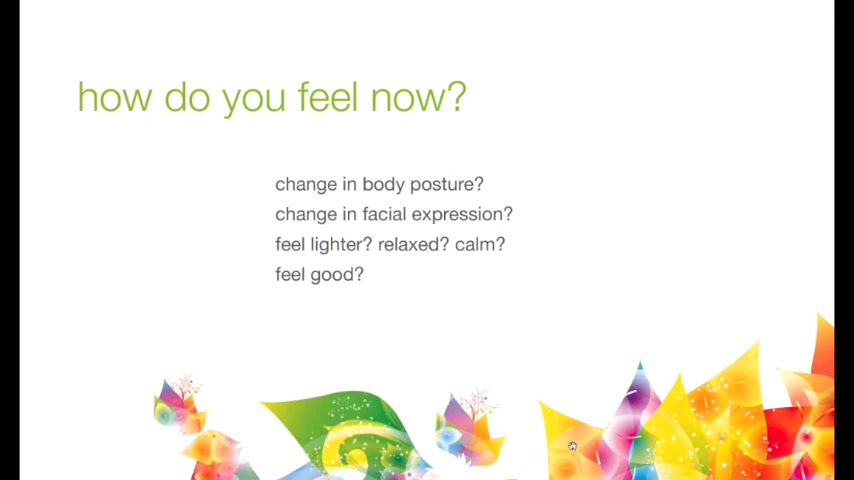 how do you feel now?
change in body posture?
change in facial expression?
feel lighter? relaxed? calm?
feel good?